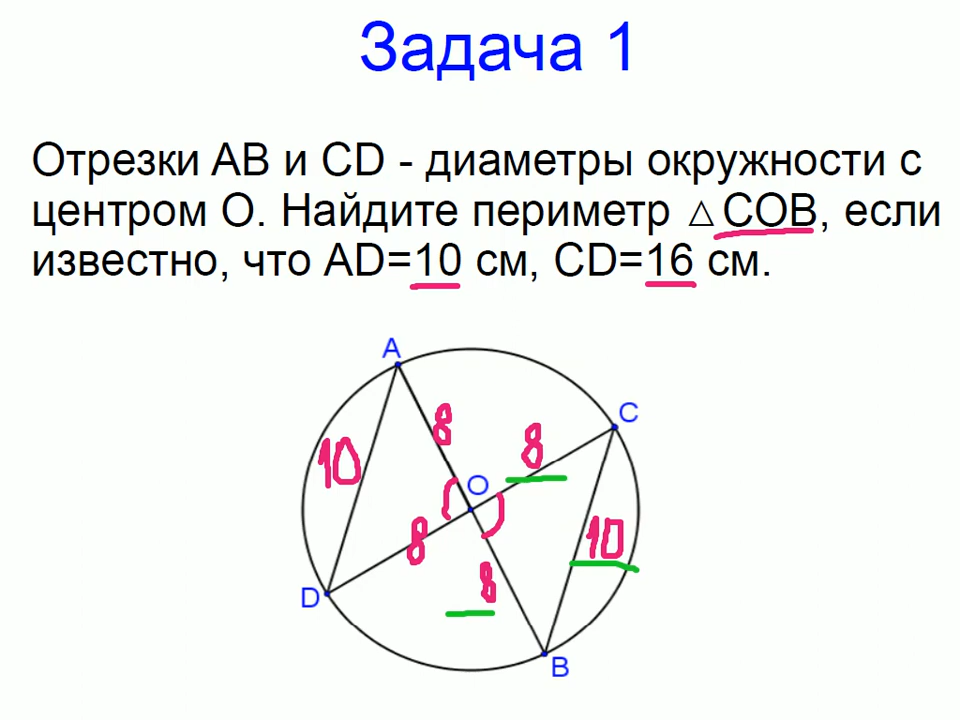 Задача 1
Отрезки AB и CD - диаметры окружности с
центром O. Найдите периметр △COB, если
известно, что AD=10 см, CD=16 см.
A
C
8
8
10
O
8
10
8
D
B